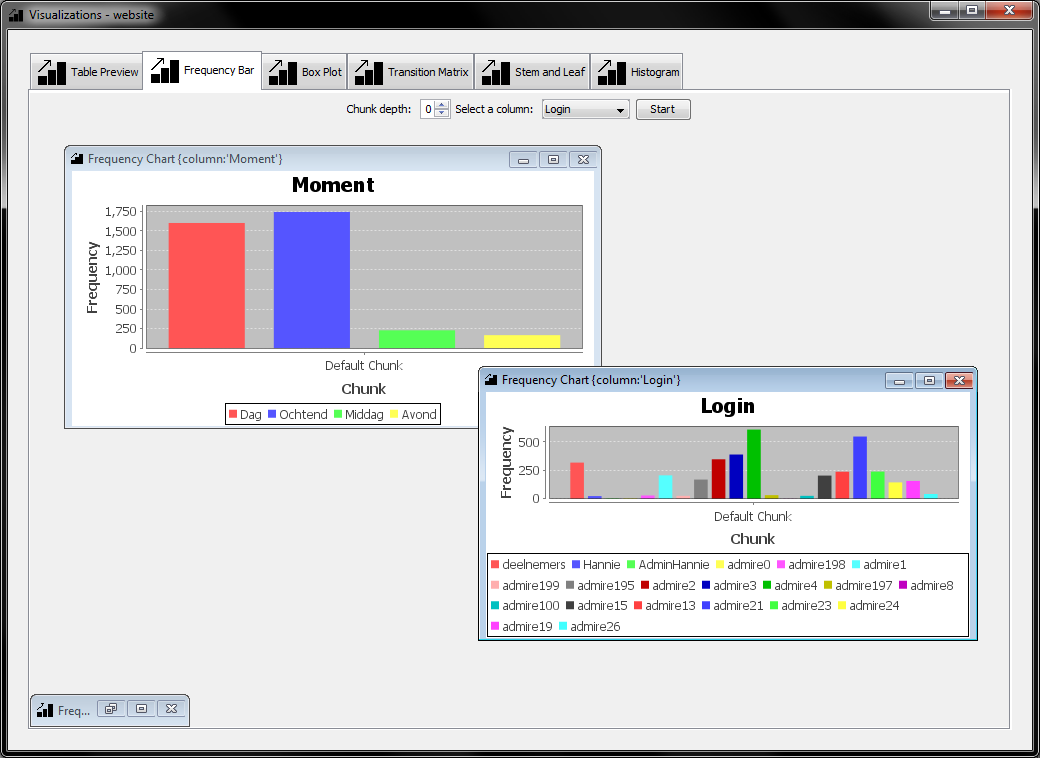 Visualizations - website
Table Preview Frequency Bar Box Plot Transition Matrix Stem and Leaf Histogram
Chunk depth: 0 Select a column: Login Start
Frequency Chart {column:'Moment'}
Moment
Frequency
1,750
1,500
1,250
1,000
750
500
250
0
Default Chunk
Chunk
Dag Ochtend Middag Avond
Frequency Chart {column:'Login'}
Login
Frequency
500
250
0
Default Chunk
Chunk
deelnemers Hannie AdminHannie admire0 admire198 admire1
admire199 admire195 admire2 admire3 admire4 admire197 admire8
admire100 admire15 admire13 admire21 admire23 admire24
admire19 admire26
Freq...